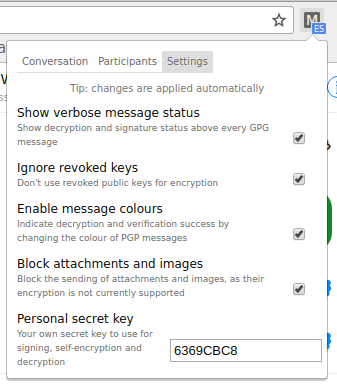 M
ES
Conversation Participants Settings
Tip: changes are applied automatically
Show verbose message status
Show decryption and signature status above every GPG
message
Ignore revoked keys
Don't use revoked public keys for encryption
Enable message colours
Indicate decryption and verification success by
changing the colour of PGP messages
Block attachments and images
Block the sending of attachments and images, as their
encryption is not currently supported
Personal secret key
Your own secret key to use for
signing, self-encryption and
decryption
6369CBC8